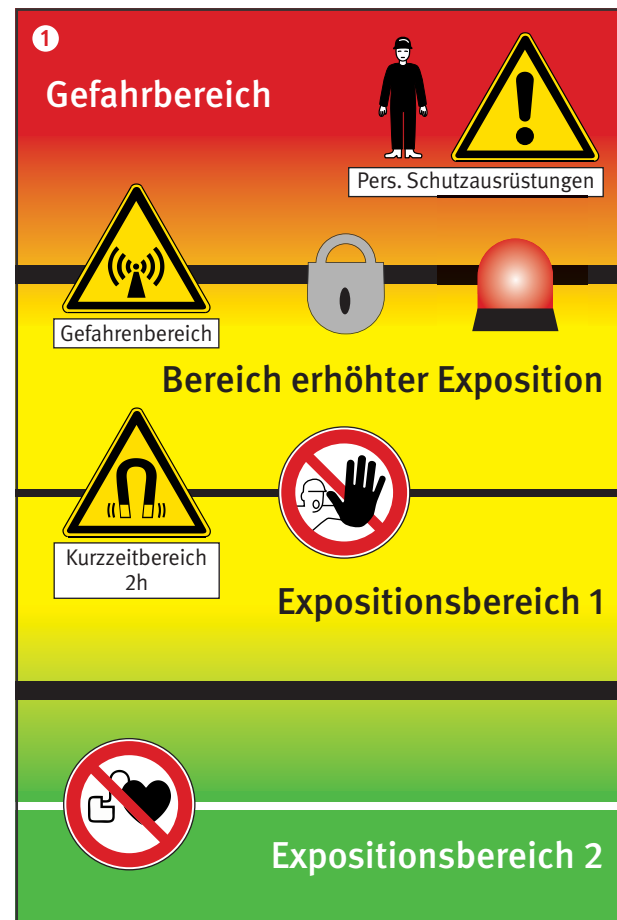 1
Gefahrbereich
Pers. Schutzausrüstungen
Gefahrenbereich
Bereich erhöhter Exposition
Kurzzeitbereich
2h
Expositionsbereich 1
Expositionsbereich 2